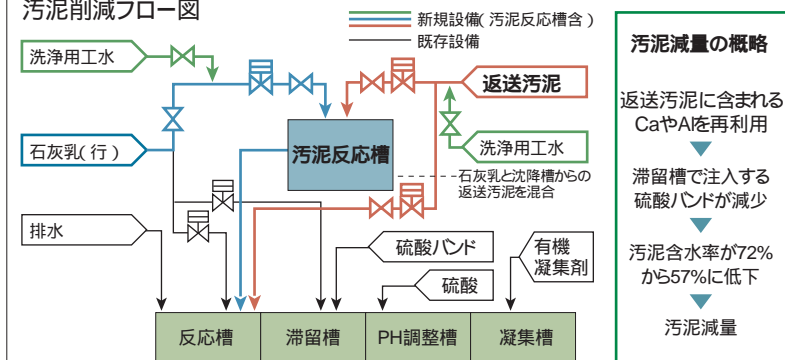 汚泥削減フロー図
新規設備(汚泥反応槽含)
既存設備
洗浄用工水
返送汚泥
石灰乳(行)
汚泥反応槽
洗浄用工水
石灰乳と沈降槽からの
返送汚泥を混合
排水
硫酸バンド
硫酸
有機
凝集剤
反応槽
滞留槽
PH調整槽
凝集槽
汚泥減量の概略
返送汚泥に含まれる
CaやAlを再利用
滞留槽で注入する
硫酸バンドが減少
汚泥含水率が72%
から57%に低下
汚泥減量